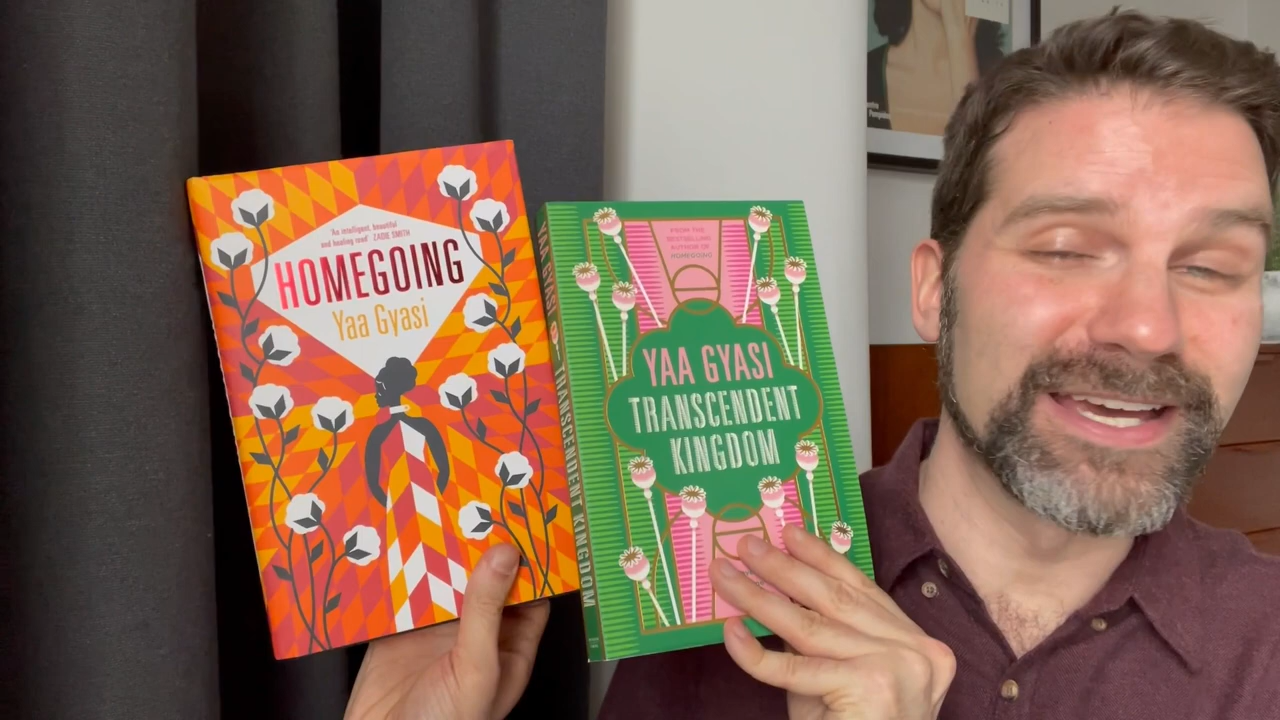 'An intelligent, beautiful
and healing read' ZADIE SMITH
HOMEGOING
Yaa Gyasi
YAA GYASI
TRANSCENDENT KINGDOM
FROM THE
BESTSELLING
AUTHOR OF
HOMEGOING
YAA GYASI
TRANSCENDENT
KINGDOM